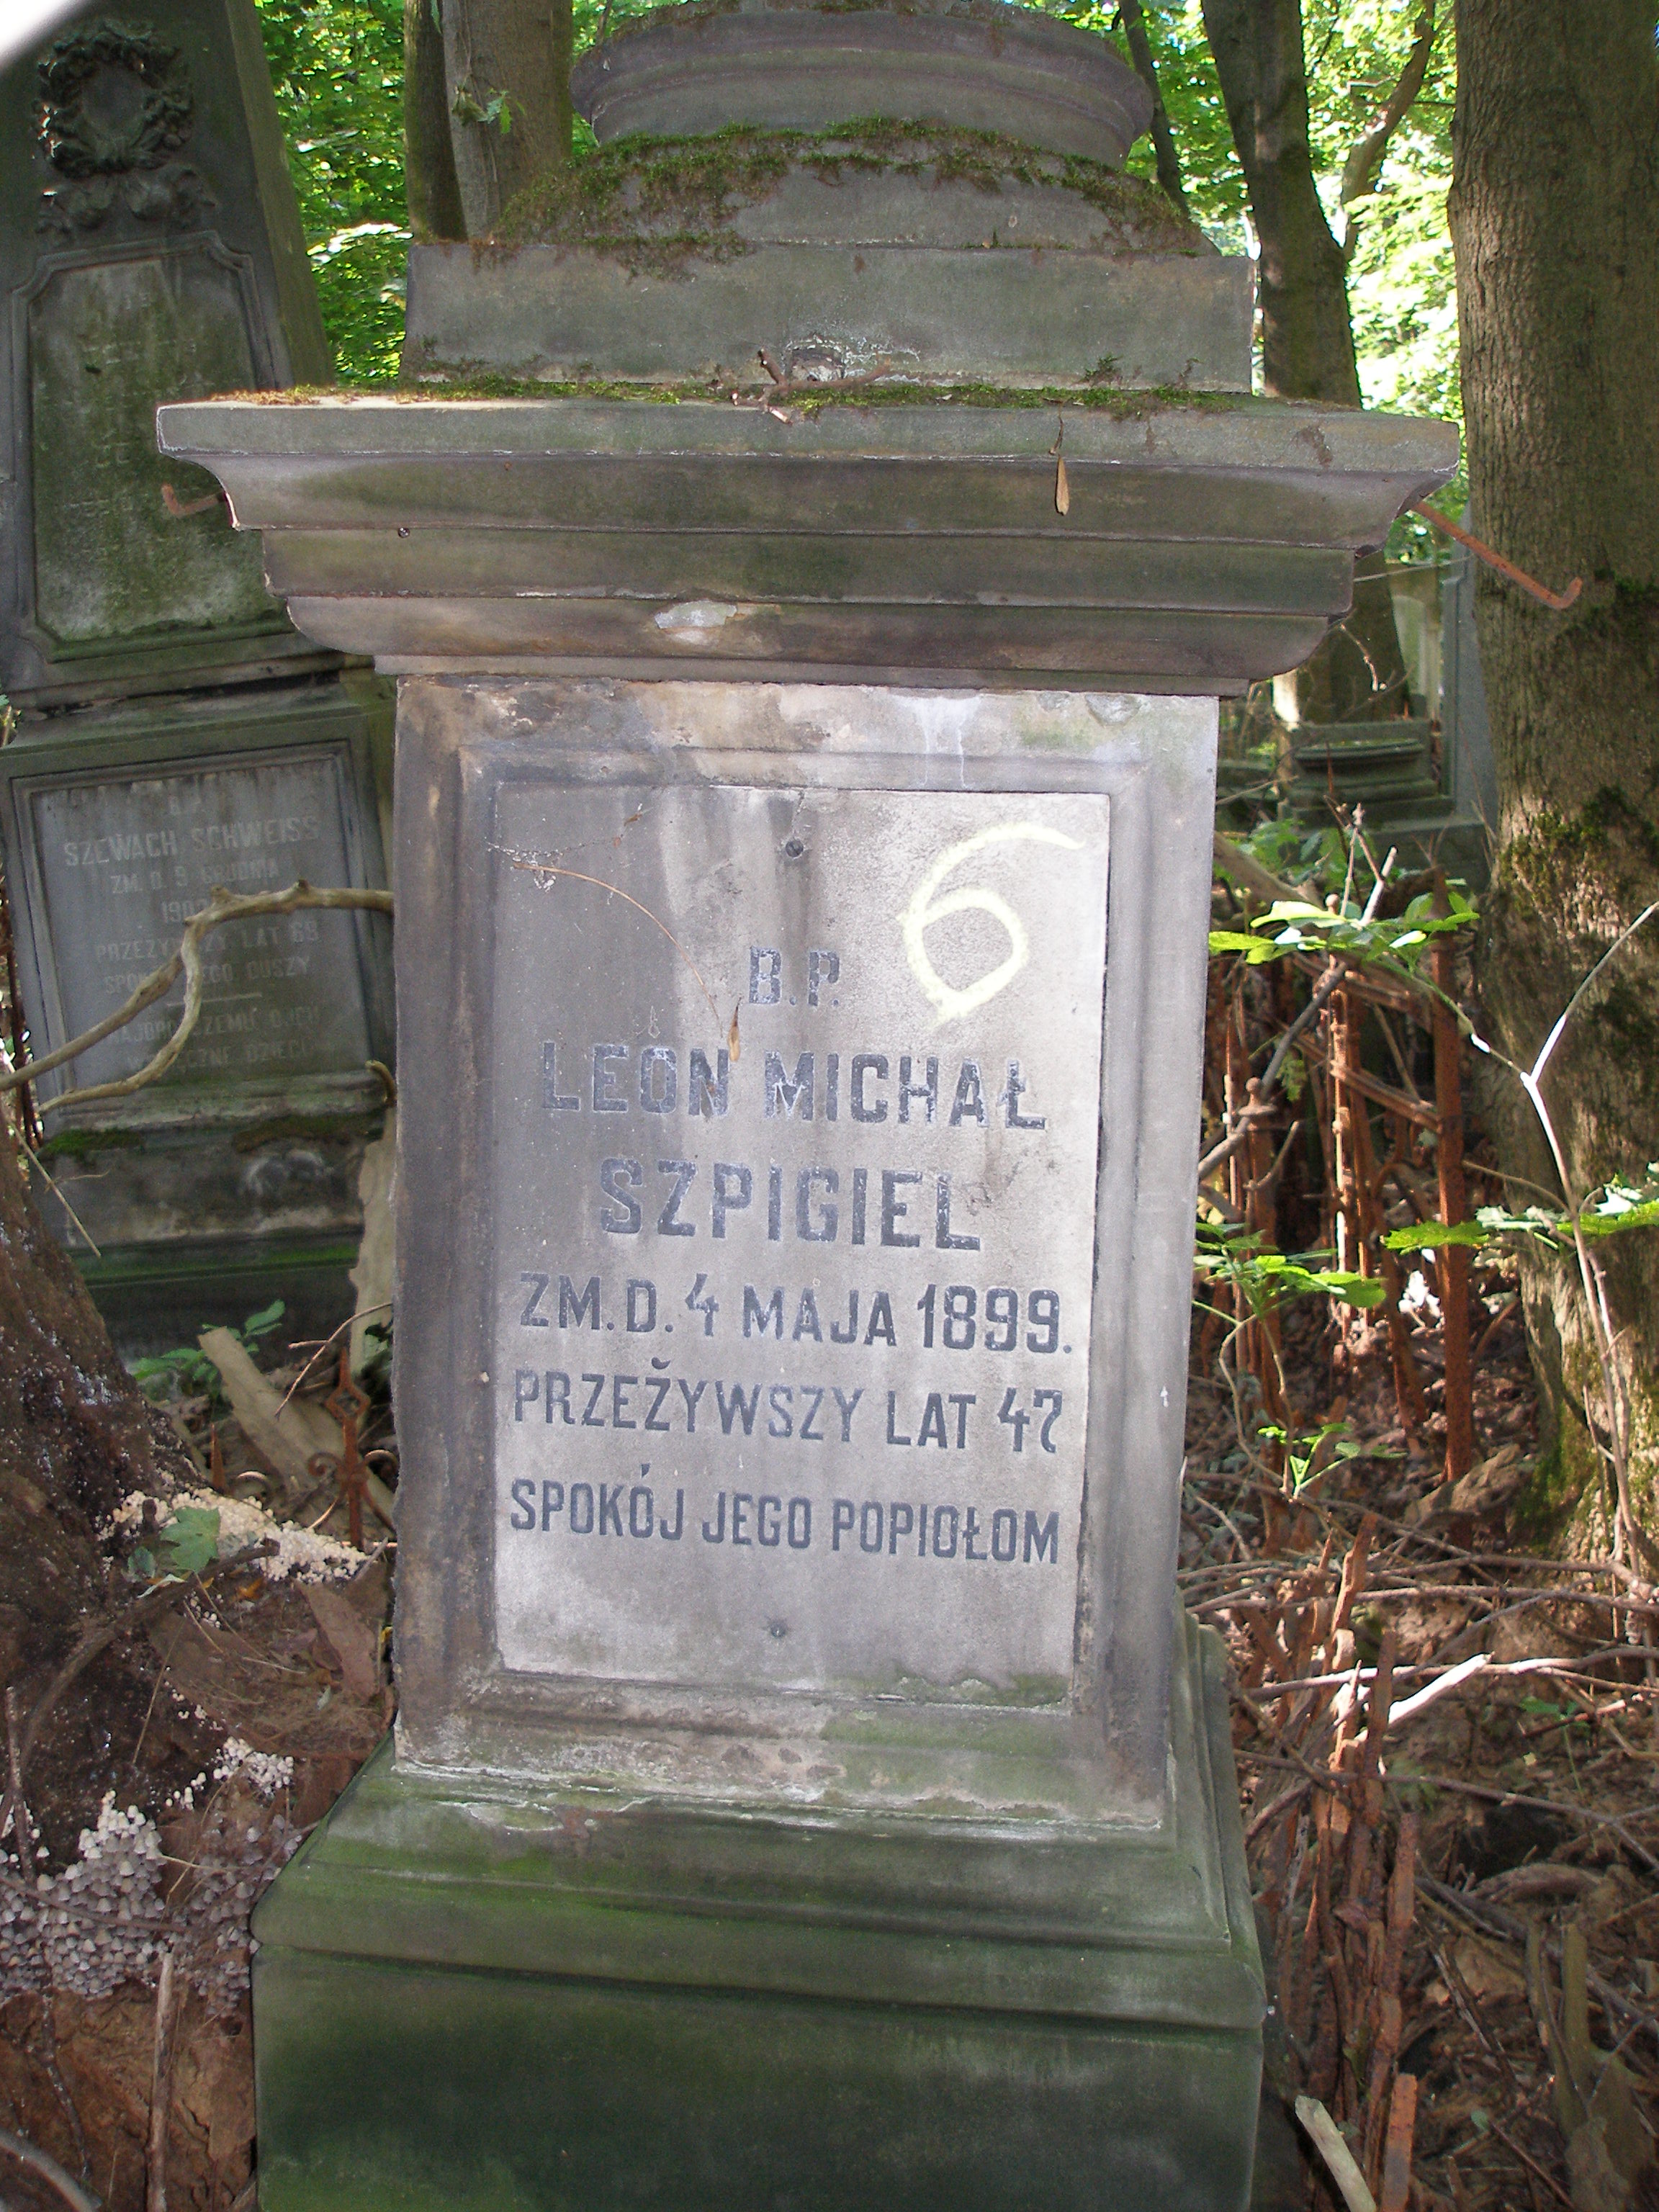 B.P.
LEON MICHAŁ
SZPIGIEL
ZM. D. 4 MAJA 1899.
PRZEŻYWSZY LAT 47
SPOKÓJ JEGO POPIOŁOM
6
SZEWACH SCHWEISS
ZM. D. 9 GRUDNIA
PRZEŻYWSZY LAT 69
DUSZY